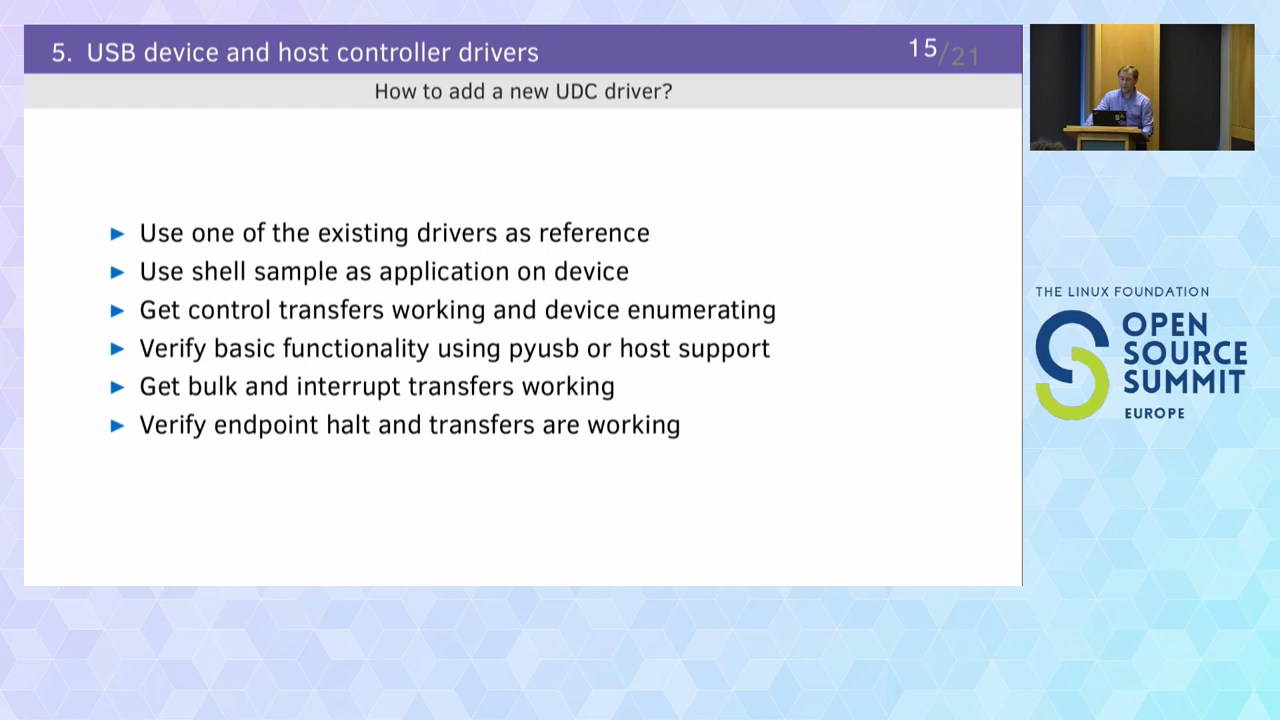 5. USB device and host controller drivers
15/21
How to add a new UDC driver?
Use one of the existing drivers as reference
Use shell sample as application on device
Get control transfers working and device enumerating
Verify basic functionality using pyusb or host support
Get bulk and interrupt transfers working
Verify endpoint halt and transfers are working
THE LINUX FOUNDATION
OPEN
SOURCE
SUMMIT
EUROPE